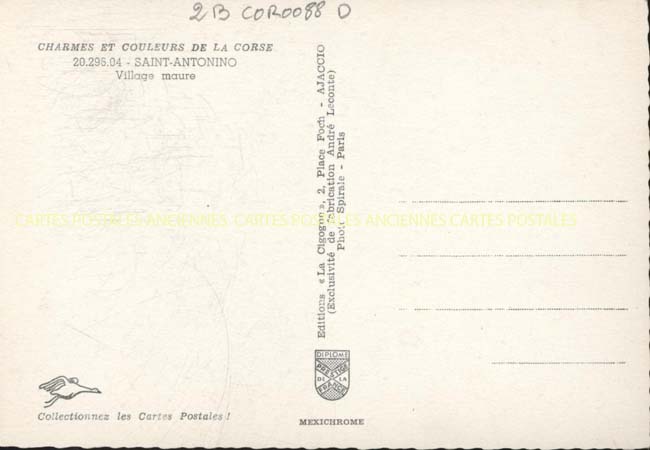 2B COR0088 D
CHARMES ET COULEURS DE LA CORSE
20.295.04 - SAINT-ANTONINO
Village maure
Editions « La Cigogne », 2, Place Foch - AJACCIO
(Exclusivité de fabrication André Leconte)
Photo Spirale - Paris
CARTES POSTALES ANCIENNES CARTES POSTALES ANCIENNES CARTES POSTALES
DIPLOME
PRESTIGE
DE LA
FRANCE
Collectionnez les Cartes Postales !
MEXICHROME